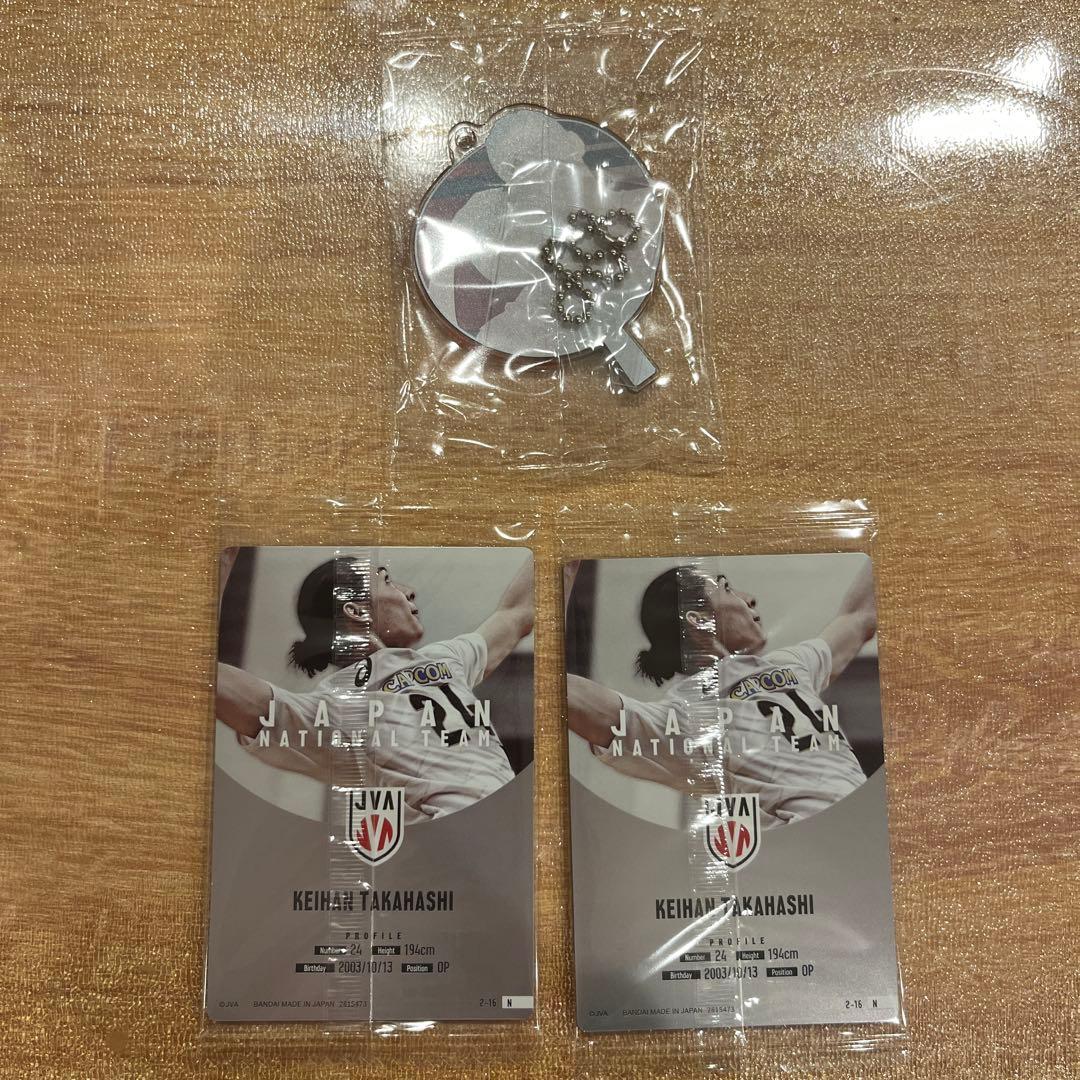 CAPCOM
JAPAN
NATIONAL TEAM
JVA
KEIHAN TAKAHASHI
PROFILE
Number 24 Height 194cm
Birthday 2003/10/13 Position OP
©JVA BANDAI MADE IN JAPAN 2815473
2-16 N
CAPCOM
JAPAN
NATIONAL TEAM
JVA
KEIHAN TAKAHASHI
PROFILE
Number 24 Height 194cm
Birthday 2003/10/13 Position OP
©JVA BANDAI MADE IN JAPAN 2815473
2-16 N